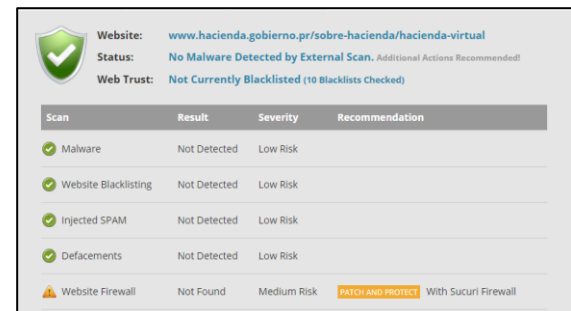 Website: www.hacienda.gobierno.pr/sobre-hacienda/hacienda-virtual
Status: No Malware Detected by External Scan. Additional Actions Recommended!
Web Trust: Not Currently Blacklisted (10 Blacklists Checked)
Scan Result Severity Recommendation
Malware Not Detected Low Risk
Website Blacklisting Not Detected Low Risk
Injected SPAM Not Detected Low Risk
Defacements Not Detected Low Risk
Website Firewall Not Found Medium Risk PATCH AND PROTECT With Sucuri Firewall